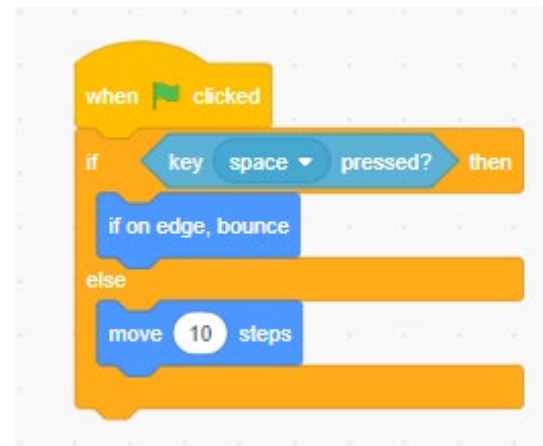 when clicked
if key space pressed? then
if on edge, bounce
else
move 10 steps